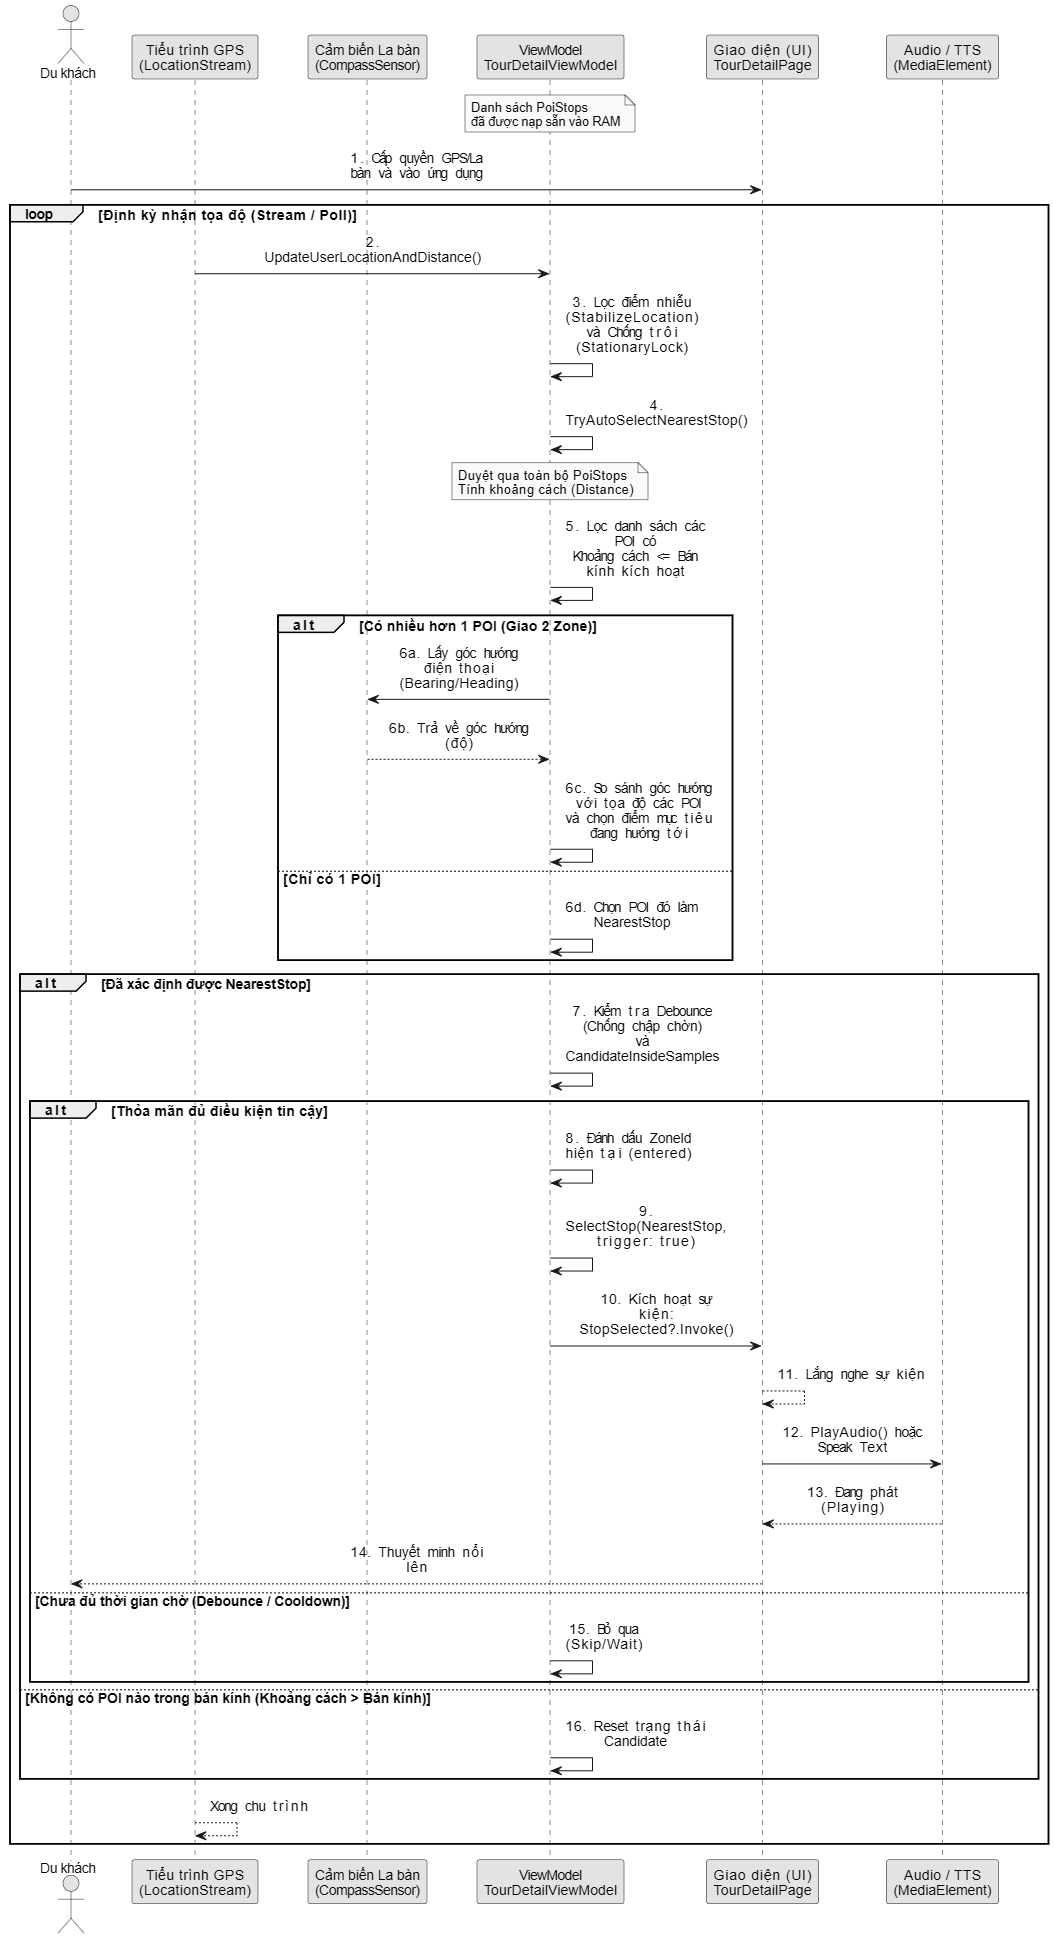 Du khách
Tiểu trình GPS
(LocationStream)
Cảm biến La bàn
(CompassSensor)
ViewModel
TourDetailViewModel
Giao diện (UI)
TourDetailPage
Audio / TTS
(MediaElement)
Danh sách PoiStops
đã được nạp sẵn vào RAM
1. Cấp quyền GPS/La
bàn và vào ứng dụng
loop
[Định kỳ nhận tọa độ (Stream / Poll)]
2.
UpdateUserLocationAndDistance()
3. Lọc điểm nhiễu
(StabilizeLocation)
và Chống trôi
(StationaryLock)
4.
TryAutoSelectNearestStop()
Duyệt qua toàn bộ PoiStops
Tính khoảng cách (Distance)
5. Lọc danh sách các
POI có
Khoảng cách <= Bán
kính kích hoạt
alt
[Có nhiều hơn 1 POI (Giao 2 Zone)]
6a. Lấy góc hướng
điện thoại
(Bearing/Heading)
6b. Trả về góc hướng
(độ)
6c. So sánh góc hướng
với tọa độ các POI
và chọn điểm mục tiêu
đang hướng tới
[Chỉ có 1 POI]
6d. Chọn POI đó làm
NearestStop
alt
[Đã xác định được NearestStop]
7. Kiểm tra Debounce
(Chống chập chờn)
và
CandidateInsideSamples
alt
[Thỏa mãn đủ điều kiện tin cậy]
8. Đánh dấu ZoneId
hiện tại (entered)
9.
SelectStop(NearestStop,
trigger: true)
10. Kích hoạt sự
kiện:
StopSelected?.Invoke()
11. Lắng nghe sự kiện
12. PlayAudio() hoặc
Speak Text
13. Đang phát
(Playing)
14. Thuyết minh nổi
lên
[Chưa đủ thời gian chờ (Debounce / Cooldown)]
15. Bỏ qua
(Skip/Wait)
[Không có POI nào trong bán kính (Khoảng cách > Bán kính)]
16. Reset trạng thái
Candidate
Xong chu trình
Du khách
Tiểu trình GPS
(LocationStream)
Cảm biến La bàn
(CompassSensor)
ViewModel
TourDetailViewModel
Giao diện (UI)
TourDetailPage
Audio / TTS
(MediaElement)